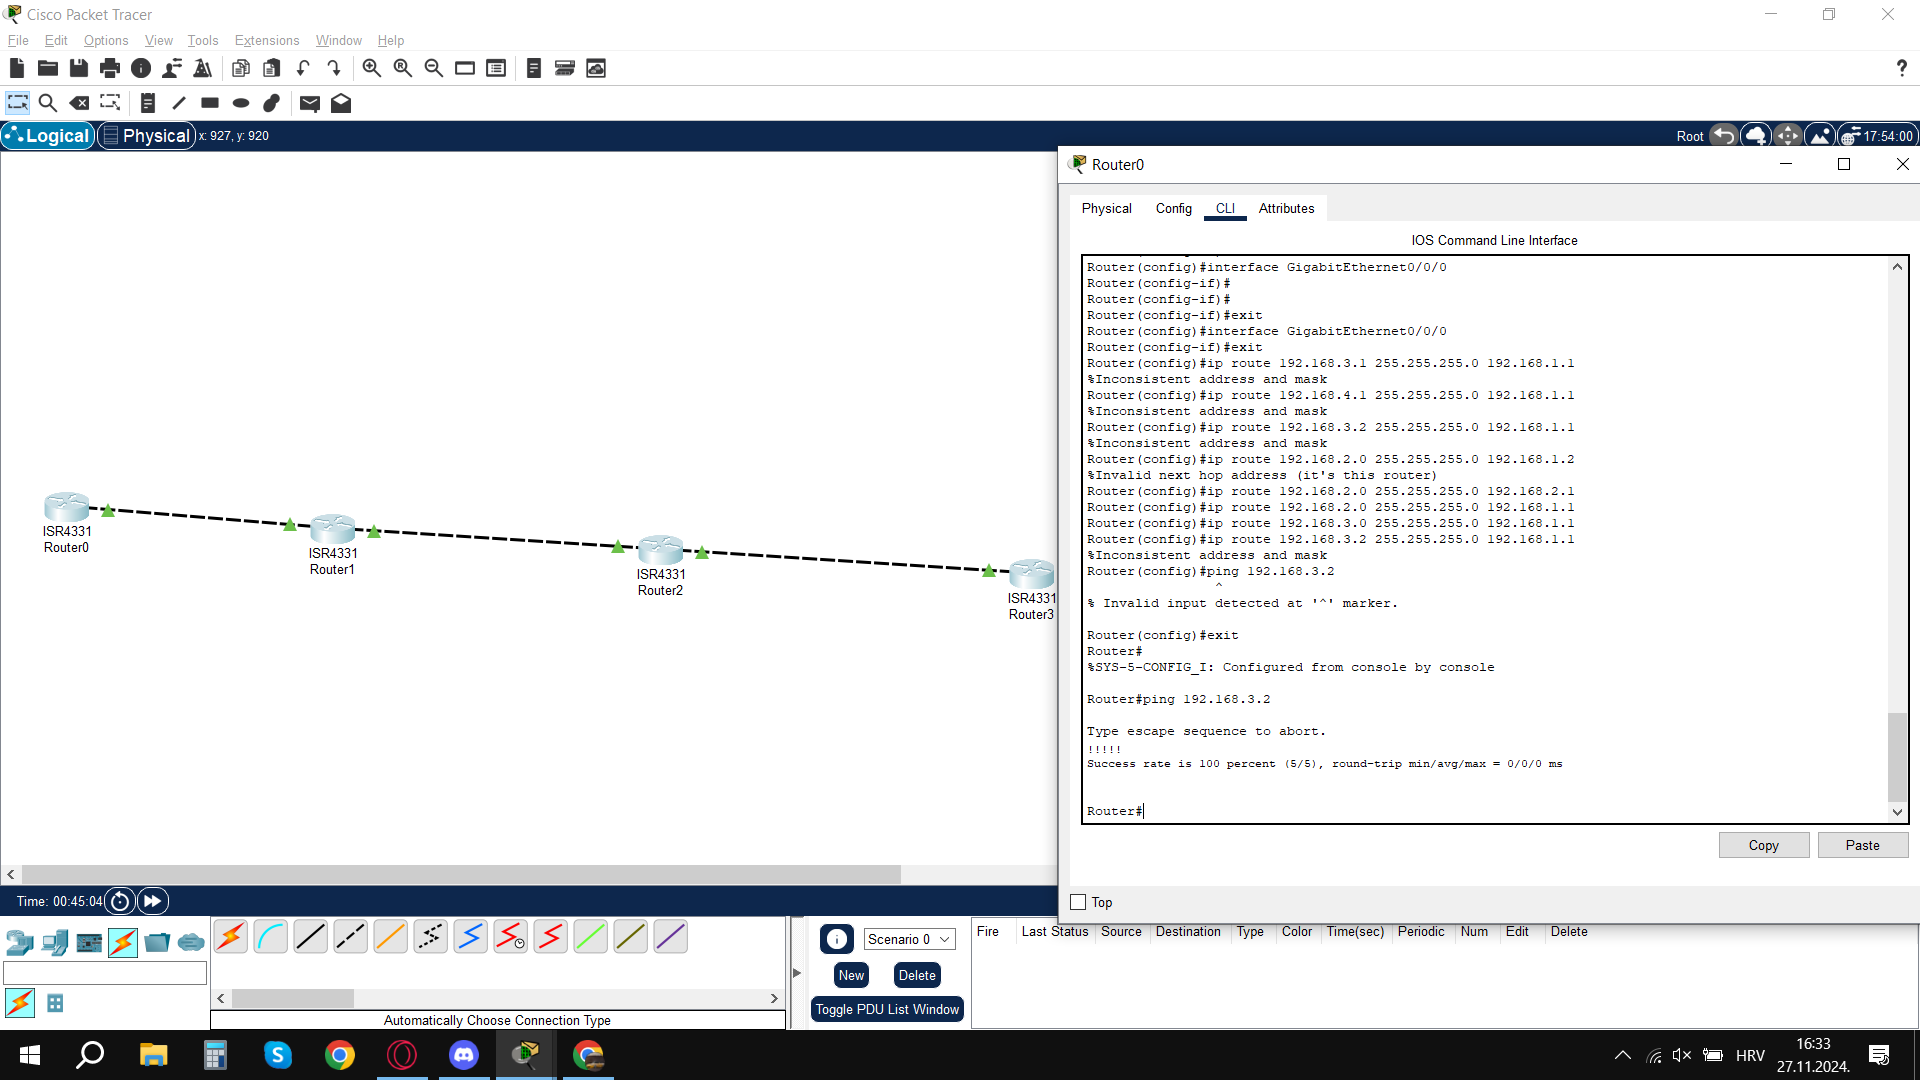 Cisco Packet Tracer
File Edit Options View Tools Extensions Window Help
?
Logical Physical x: 927, y: 920
Root 17:54:00
ISR4331
Router0
ISR4331
Router1
ISR4331
Router2
ISR4331
Router3
Router0
Physical Config CLI Attributes
IOS Command Line Interface
Router(config)#interface GigabitEthernet0/0/0
Router(config-if)#
Router(config-if)#
Router(config-if)#exit
Router(config)#interface GigabitEthernet0/0/0
Router(config-if)#exit
Router(config)#ip route 192.168.3.1 255.255.255.0 192.168.1.1
%Inconsistent address and mask
Router(config)#ip route 192.168.4.1 255.255.255.0 192.168.1.1
%Inconsistent address and mask
Router(config)#ip route 192.168.3.2 255.255.255.0 192.168.1.1
%Inconsistent address and mask
Router(config)#ip route 192.168.2.0 255.255.255.0 192.168.1.2
%Invalid next hop address (it's this router)
Router(config)#ip route 192.168.2.0 255.255.255.0 192.168.2.1
Router(config)#ip route 192.168.2.0 255.255.255.0 192.168.1.1
Router(config)#ip route 192.168.3.0 255.255.255.0 192.168.1.1
Router(config)#ip route 192.168.3.2 255.255.255.0 192.168.1.1
%Inconsistent address and mask
Router(config)#ping 192.168.3.2
^
% Invalid input detected at '^' marker.
Router(config)#exit
Router#
%SYS-5-CONFIG_I: Configured from console by console
Router#ping 192.168.3.2
Type escape sequence to abort.
!!!!!
Success rate is 100 percent (5/5), round-trip min/avg/max = 0/0/0 ms
Router#
Copy Paste
Top
Time: 00:45:04
Automatically Choose Connection Type
Scenario 0
New Delete
Toggle PDU List Window
Fire Last Status Source Destination Type Color Time(sec) Periodic Num Edit Delete
HRV
16:33
27.11.2024.